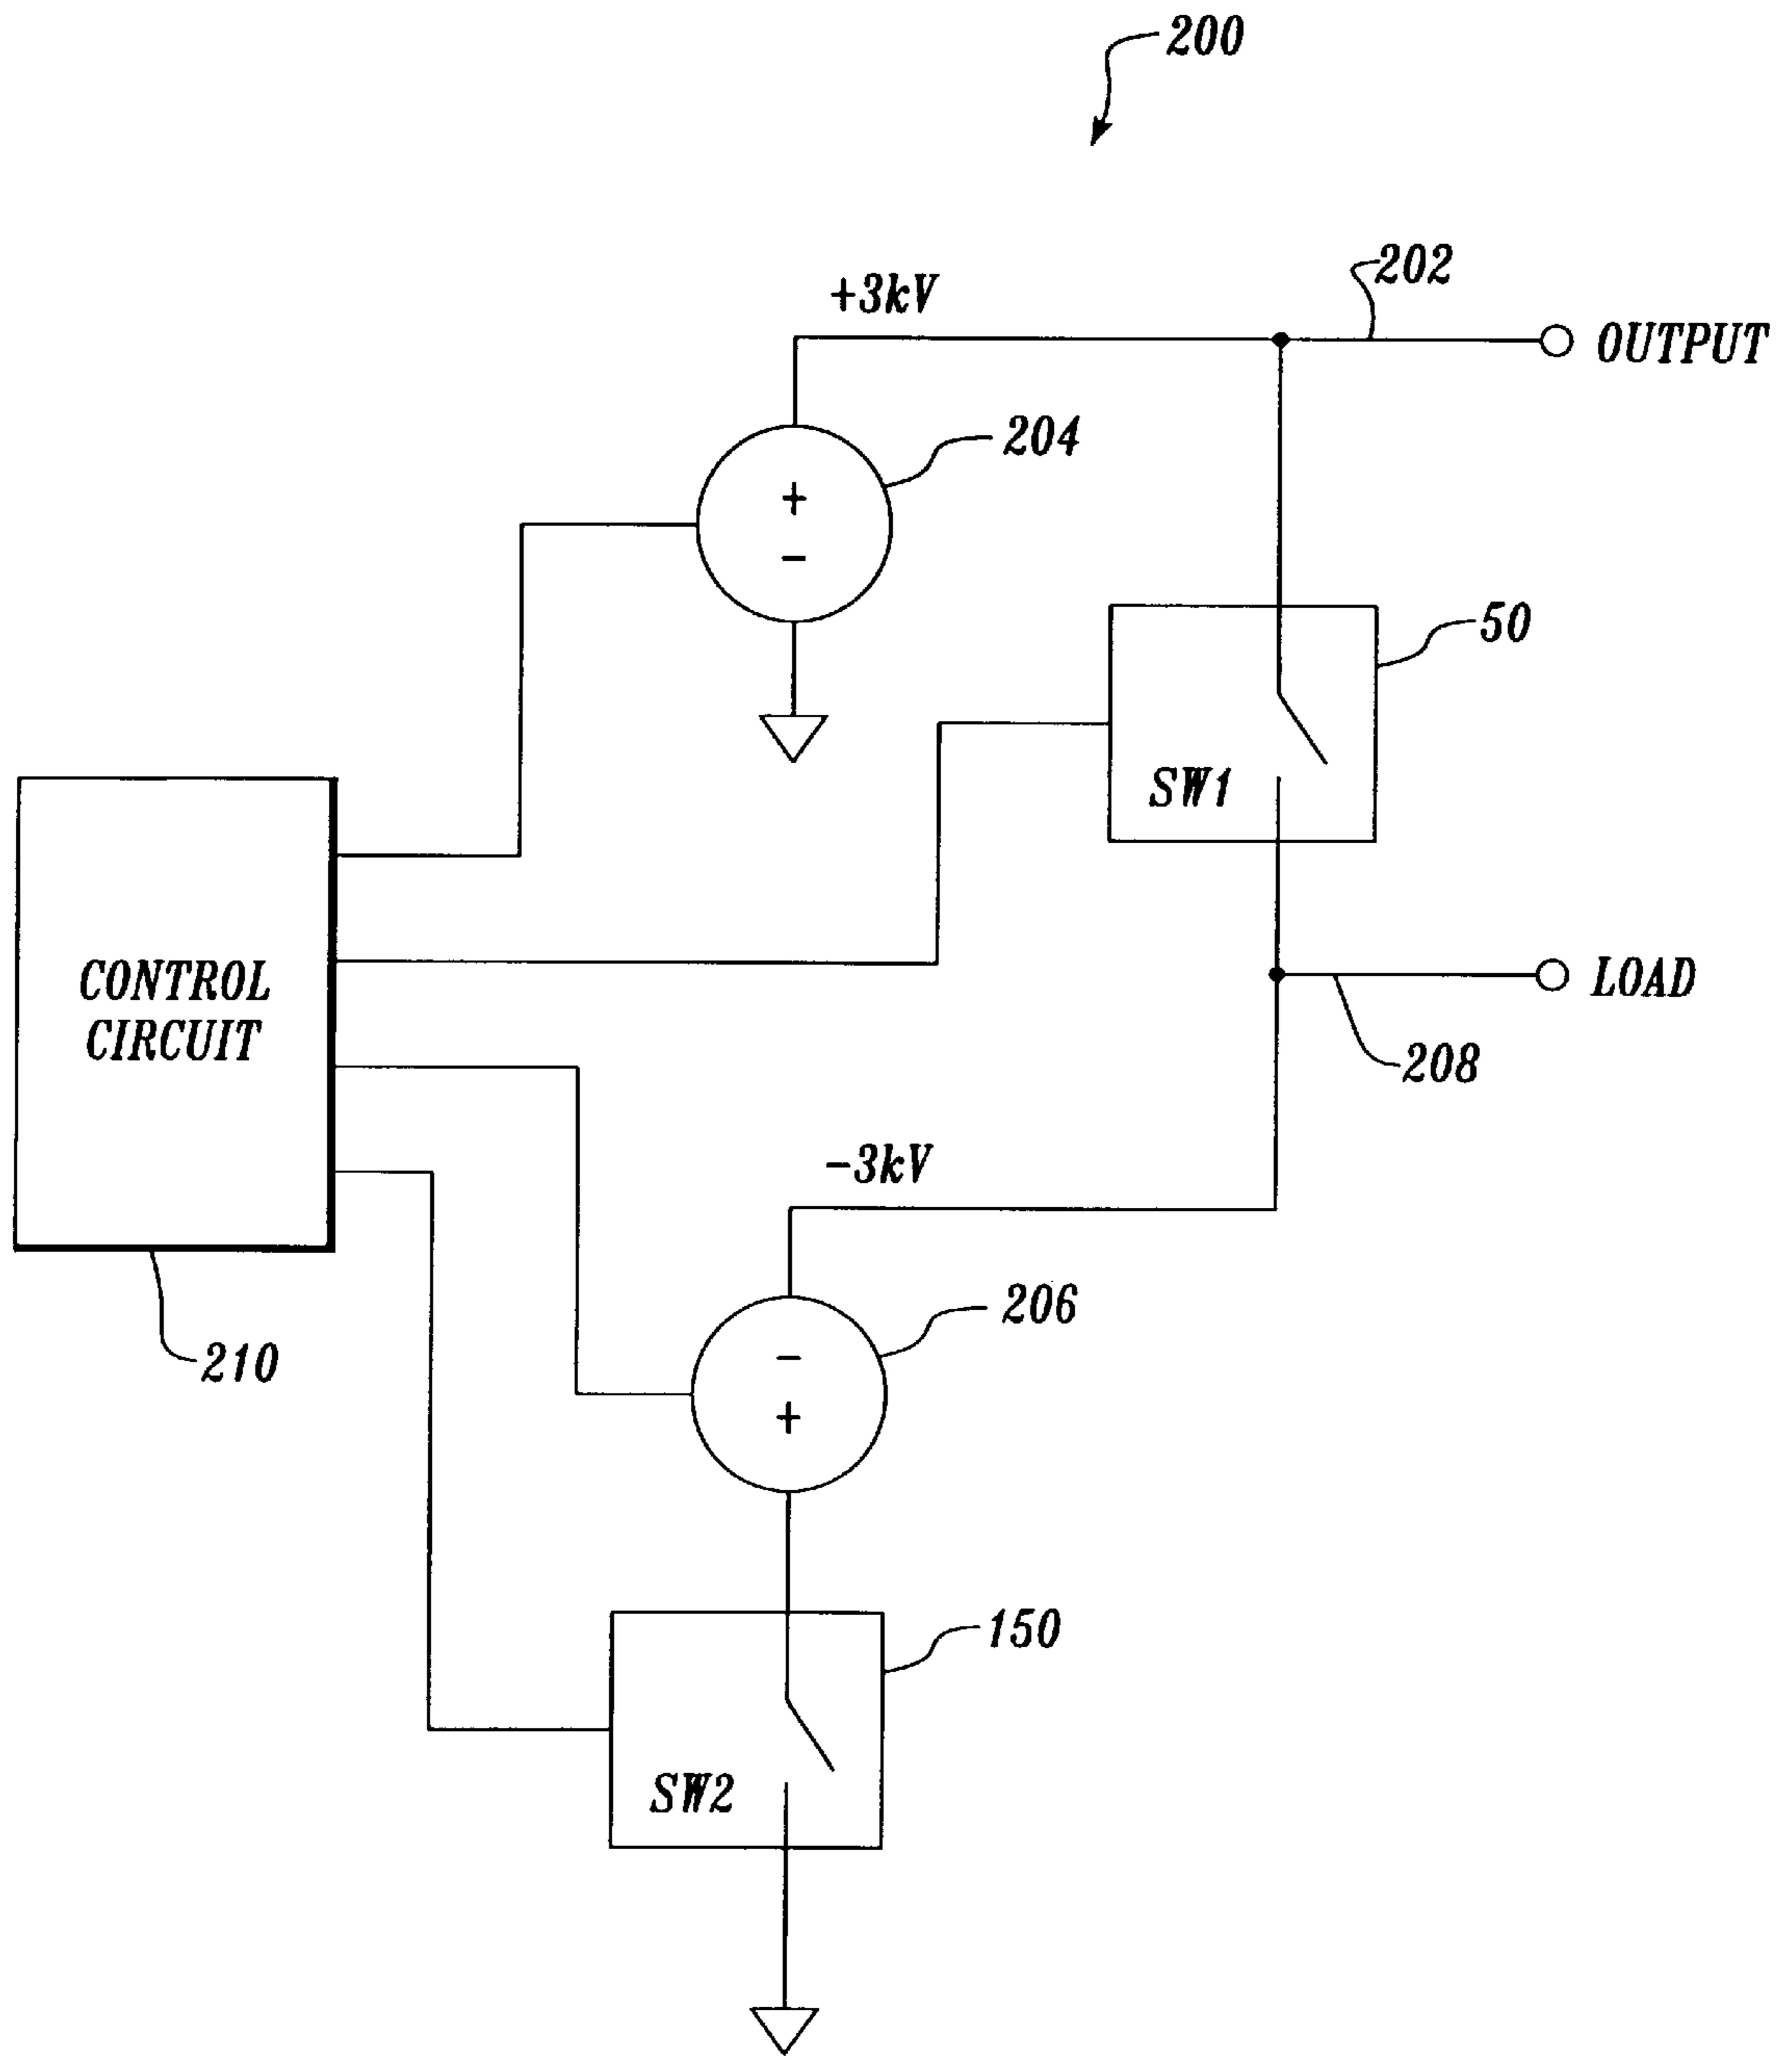 200
202
+3kV
OUTPUT
204
+
-
50
SW1
CONTROL
CIRCUIT
LOAD
208
-3kV
206
-
+
210
150
SW2